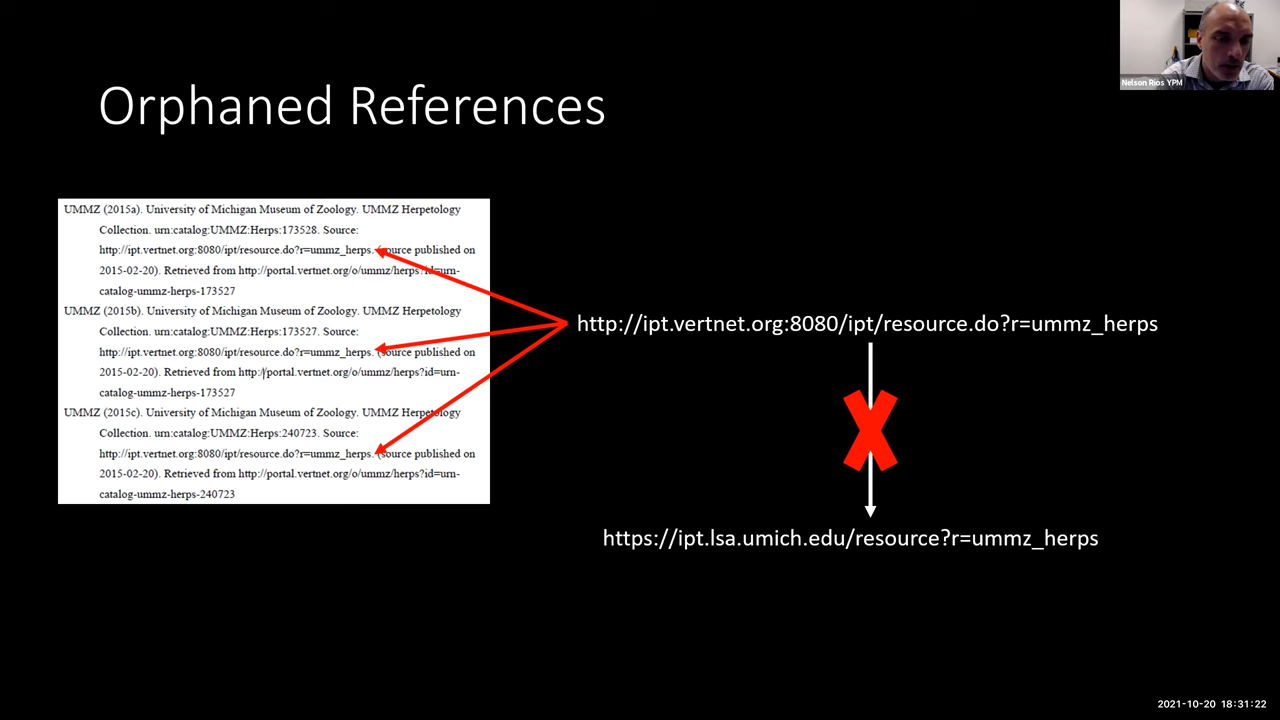 Nelson Rios YPM
Orphaned References
UMMZ (2015a). University of Michigan Museum of Zoology. UMMZ Herpetology
Collection. urn:catalog:UMMZ:Herps:173528. Source:
http://ipt.vertnet.org:8080/ipt/resource.do?r=ummz_herps. (source published on
2015-02-20). Retrieved from http://portal.vertnet.org/o/ummz/herps?id=urn-
catalog-ummz-herps-173527
UMMZ (2015b). University of Michigan Museum of Zoology. UMMZ Herpetology
Collection. urn:catalog:UMMZ:Herps:173527. Source:
http://ipt.vertnet.org:8080/ipt/resource.do?r=ummz_herps. (source published on
2015-02-20). Retrieved from http://portal.vertnet.org/o/ummz/herps?id=urn-
catalog-ummz-herps-173527
UMMZ (2015c). University of Michigan Museum of Zoology. UMMZ Herpetology
Collection. urn:catalog:UMMZ:Herps:240723. Source:
http://ipt.vertnet.org:8080/ipt/resource.do?r=ummz_herps. (source published on
2015-02-20). Retrieved from http://portal.vertnet.org/o/ummz/herps?id=urn-
catalog-ummz-herps-240723
http://ipt.vertnet.org:8080/ipt/resource.do?r=ummz_herps
https://ipt.lsa.umich.edu/resource?r=ummz_herps
2021-10-20 18:31:22